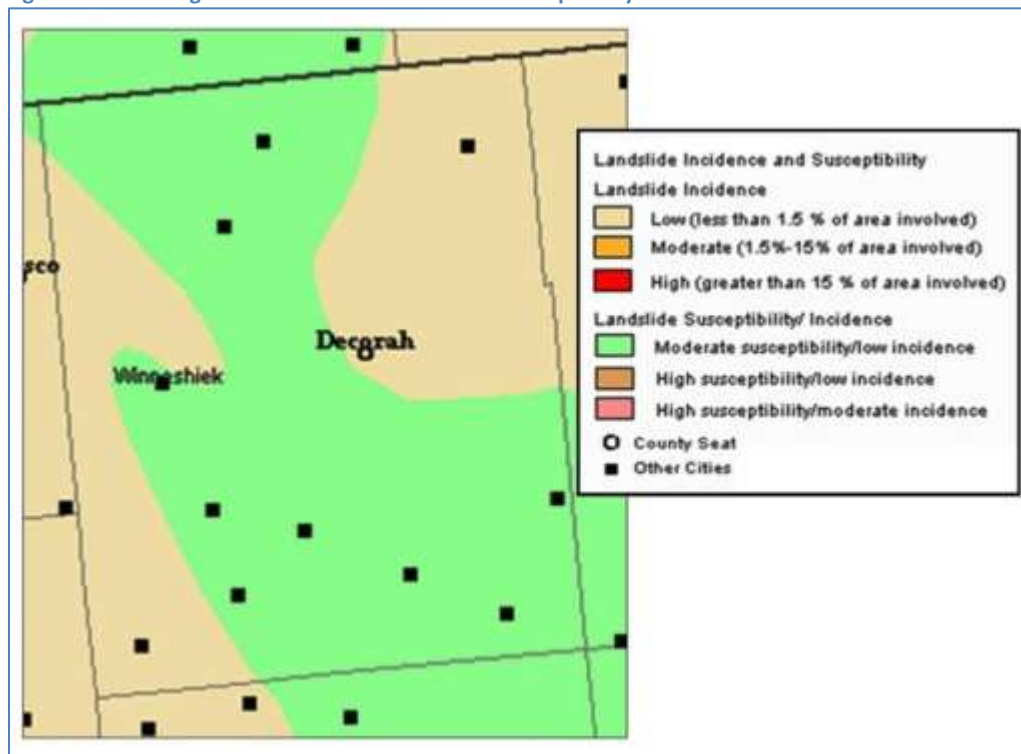 sco
Decorah
Winneshiek
Landslide Incidence and Susceptibility
Landslide Incidence
Low (less than 1.5 % of area involved)
Moderate (1.5%-15% of area involved)
High (greater than 15 % of area involved)
Landslide Susceptibility/ Incidence
Moderate susceptibility/low incidence
High susceptibility/low incidence
High susceptibility/moderate incidence
County Seat
Other Cities